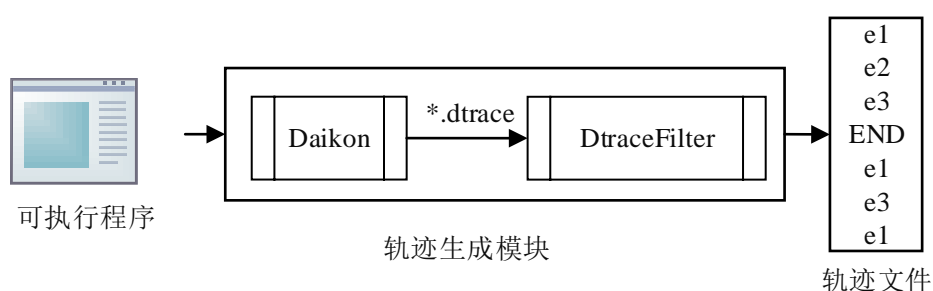 可执行程序
Daikon
*.dtrace
DtraceFilter
轨迹生成模块
e1
e2
e3
END
e1
e3
e1
轨迹文件